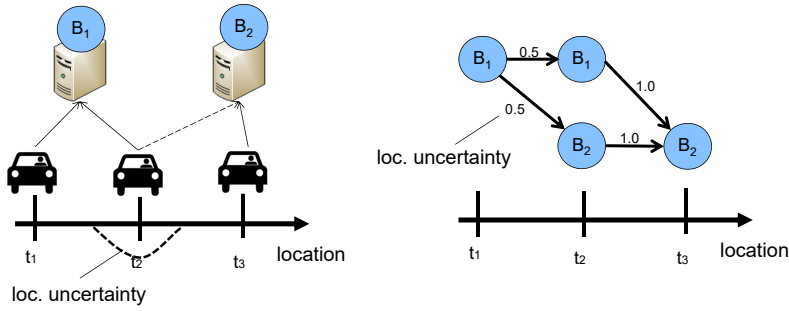 B1
B2
t1
t2
t3
location
loc. uncertainty
B1
0.5
B1
1.0
0.5
loc. uncertainty
B2
1.0
B2
t1
t2
t3
location